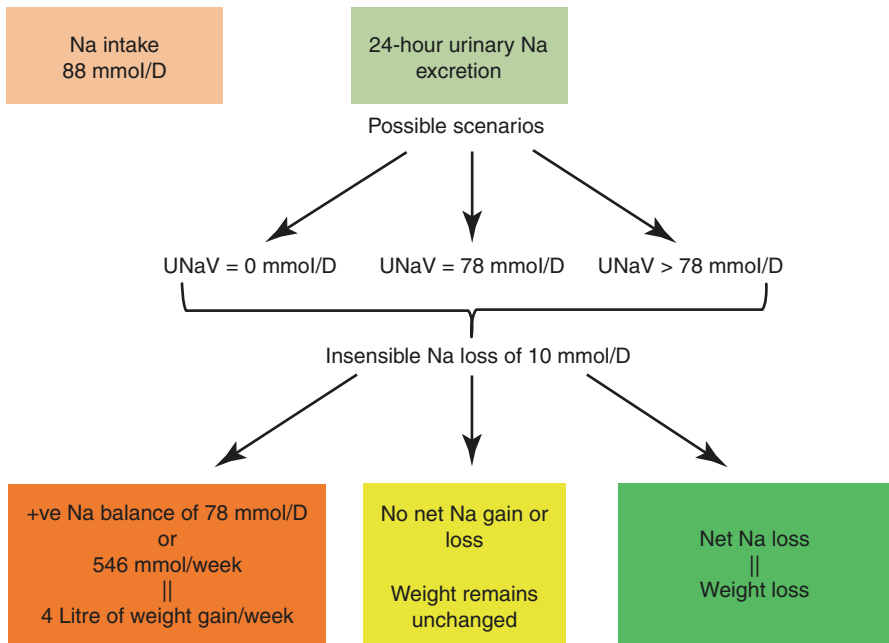 Na intake
88 mmol/D
24-hour urinary Na
excretion
Possible scenarios
UNaV = 0 mmol/D
UNaV = 78 mmol/D
UNaV > 78 mmol/D
Insensible Na loss of 10 mmol/D
+ve Na balance of 78 mmol/D
or
546 mmol/week
||
4 Litre of weight gain/week
No net Na gain or
loss
Weight remains
unchanged
Net Na loss
||
Weight loss